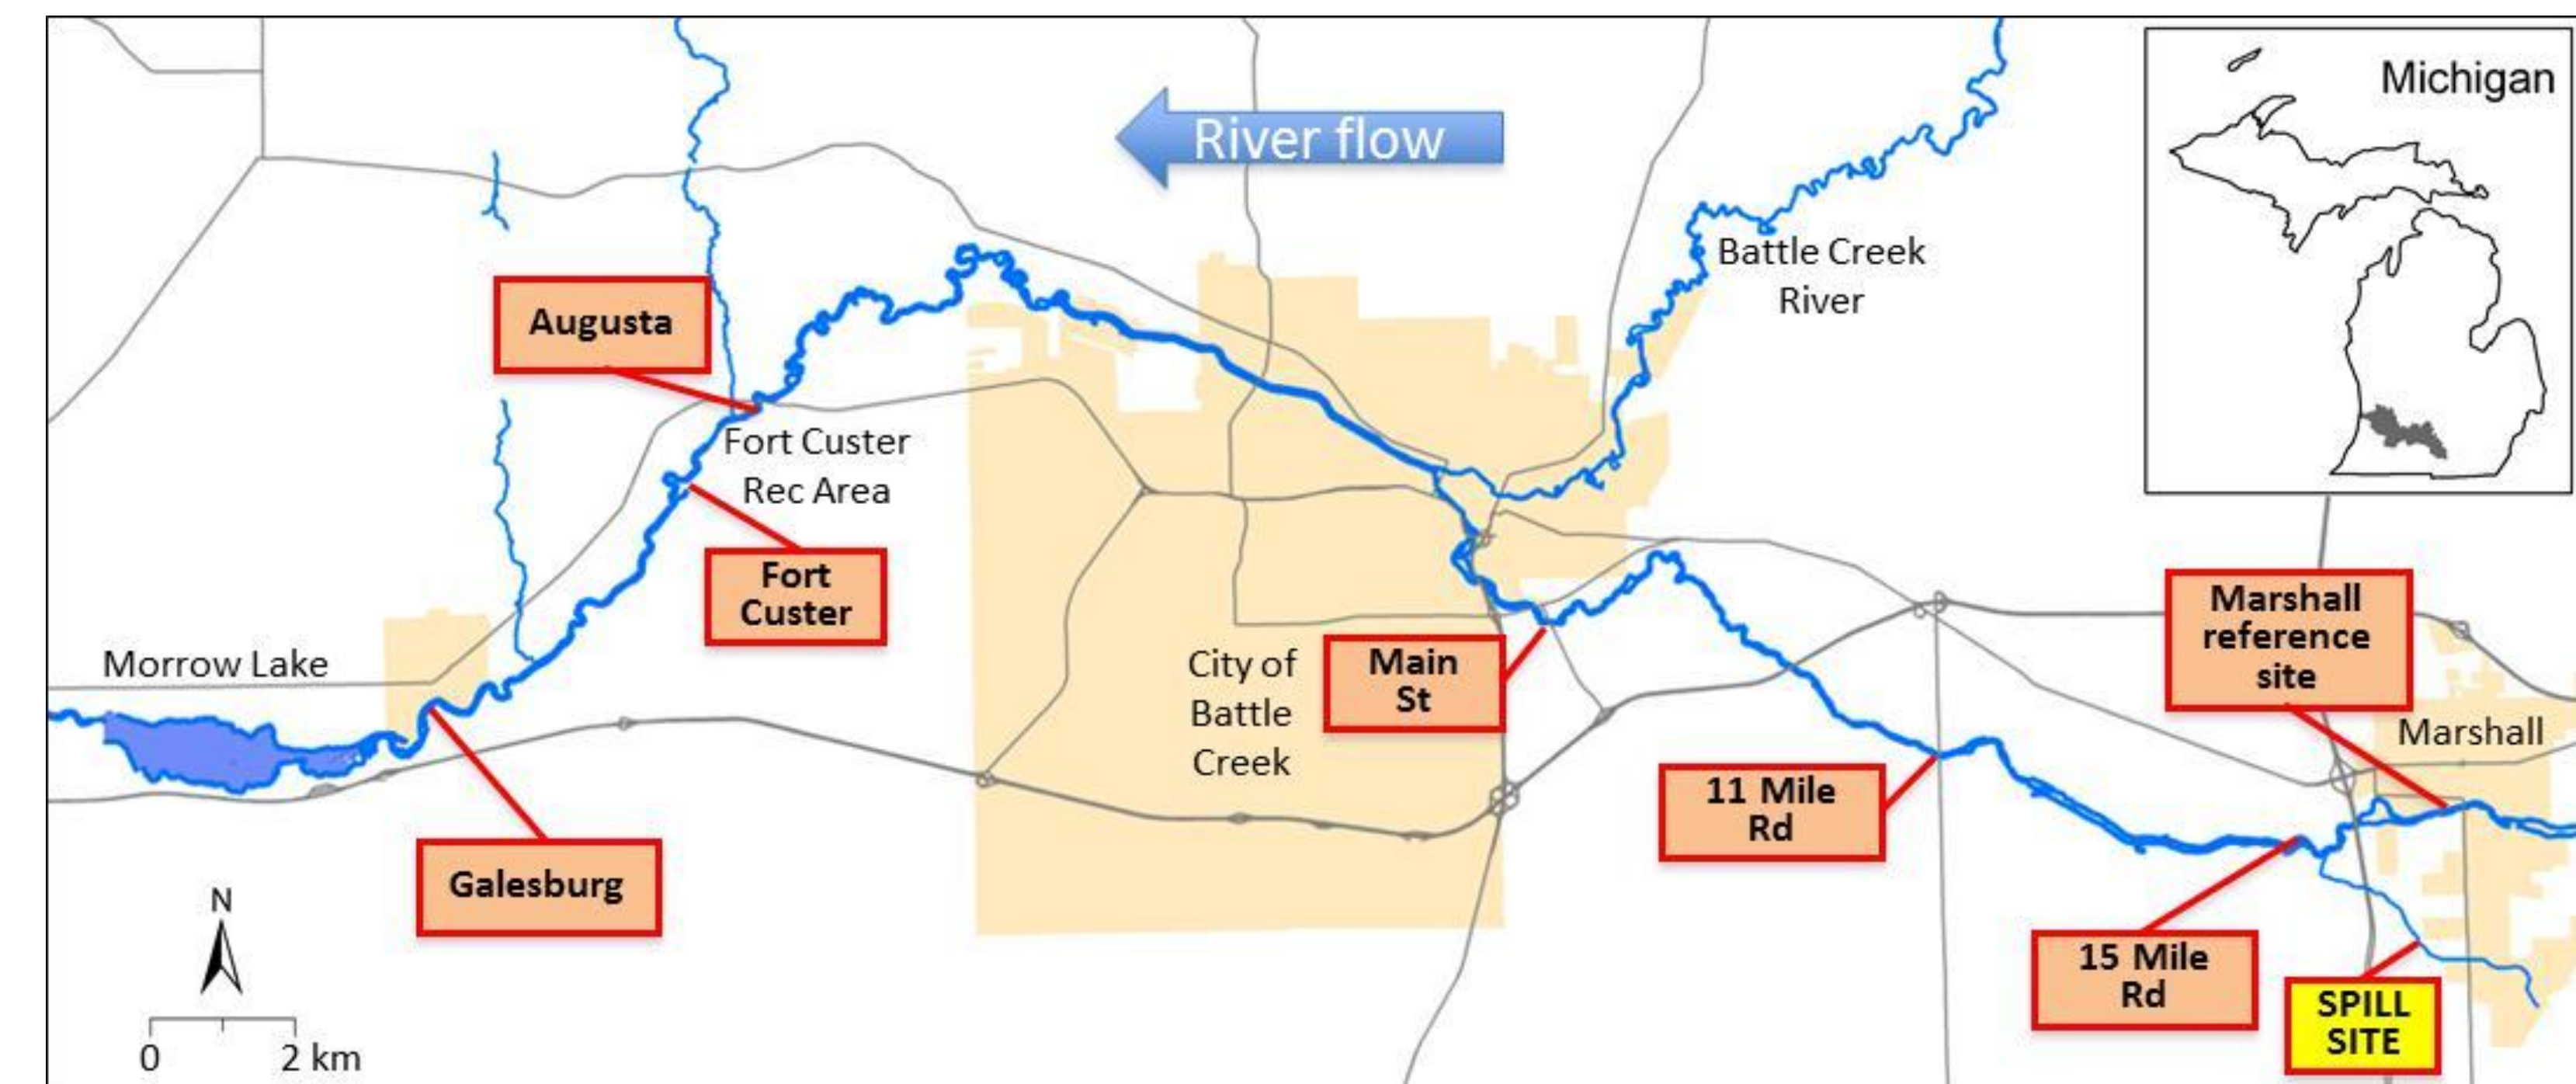 Michigan
River flow
Battle Creek
River
Augusta
Fort Custer
Rec Area
Fort
Custer
Marshall
reference
site
Morrow Lake
City of
Battle
Creek
Main
St
Marshall
11 Mile
Rd
Galesburg
15 Mile
Rd
SPILL
SITE
N
0 2 km